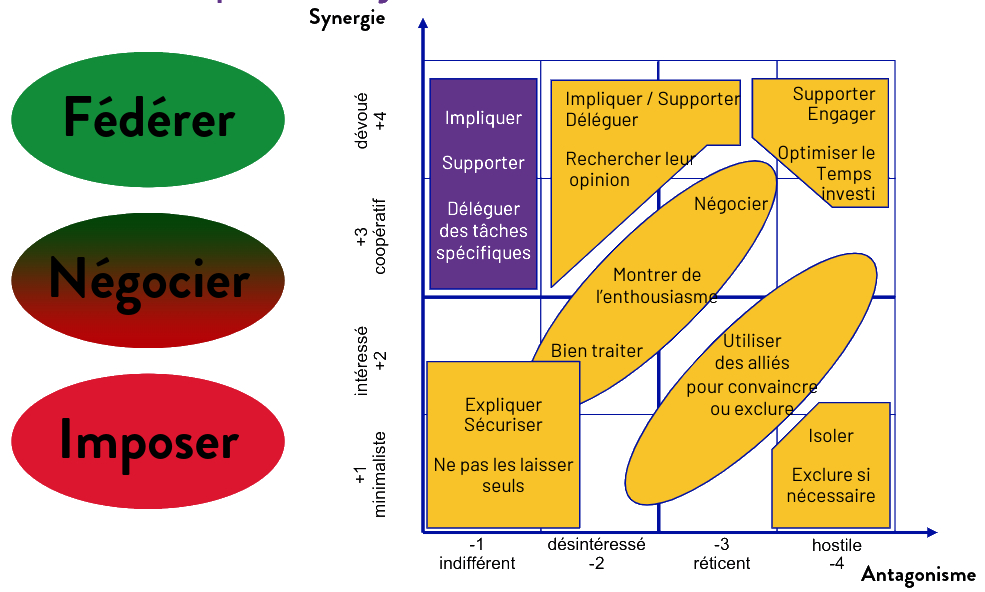 Synergie
Fédérer
Négocier
Imposer
dévoué
+4
+3
coopératif
intéressé
+2
+1
minimaliste
Impliquer
Supporter
Déléguer
des tâches
spécifiques
Impliquer / Supporter
Déléguer
Rechercher leur
opinion
Supporter
Engager
Optimiser le
Temps
investi
Négocier
Montrer de
l'enthousiasme
Bien traiter
Utiliser
des alliés
pour convaincre
ou exclure
Expliquer
Sécuriser
Ne pas les laisser
seuls
Isoler
Exclure si
nécessaire
-1
indifférent
désintéressé
-2
-3
réticent
hostile
-4
Antagonisme